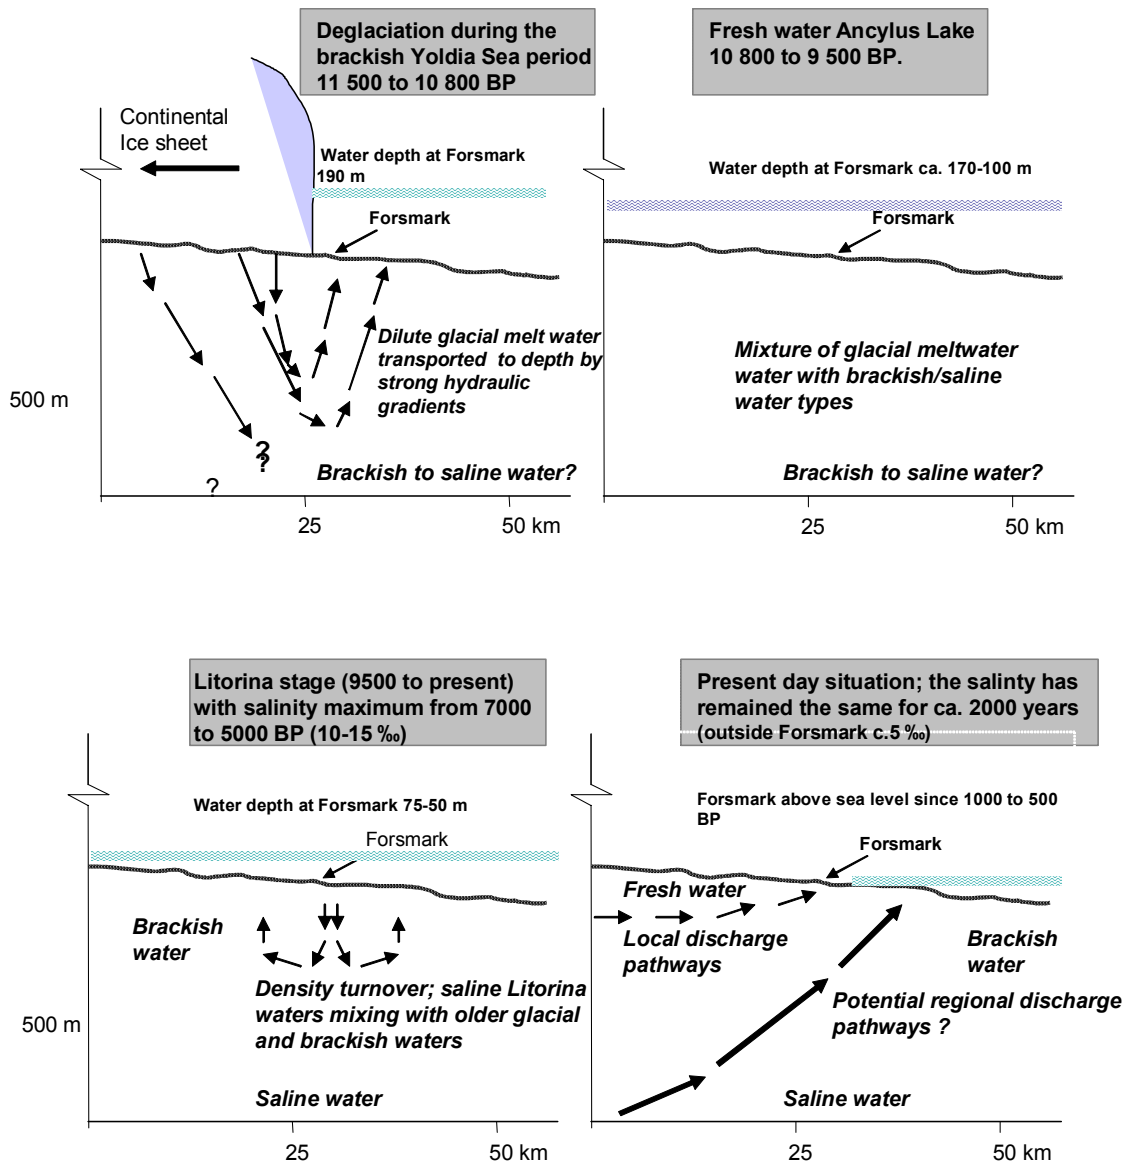 Deglaciation during the
brackish Yoldia Sea period
11 500 to 10 800 BP
Continental
Ice sheet
Water depth at Forsmark
190 m
Forsmark
Dilute glacial melt water
transported to depth by
strong hydraulic
gradients
500 m
?
?
?
Brackish to saline water?
25
50 km
Fresh water Ancylus Lake
10 800 to 9 500 BP.
Water depth at Forsmark ca. 170-100 m
Forsmark
Mixture of glacial meltwater
water with brackish/saline
water types
Brackish to saline water?
25
50 km
Litorina stage (9500 to present)
with salinity maximum from 7000
to 5000 BP (10-15 ‰)
Water depth at Forsmark 75-50 m
Forsmark
Brackish
water
Density turnover; saline Litorina
waters mixing with older glacial
and brackish waters
500 m
Saline water
25
50 km
Present day situation; the salinty has
remained the same for ca. 2000 years
(outside Forsmark c.5 ‰)
Forsmark above sea level since 1000 to 500
BP
Forsmark
Fresh water
Local discharge
pathways
Brackish
water
Potential regional discharge
pathways ?
Saline water
25
50 km